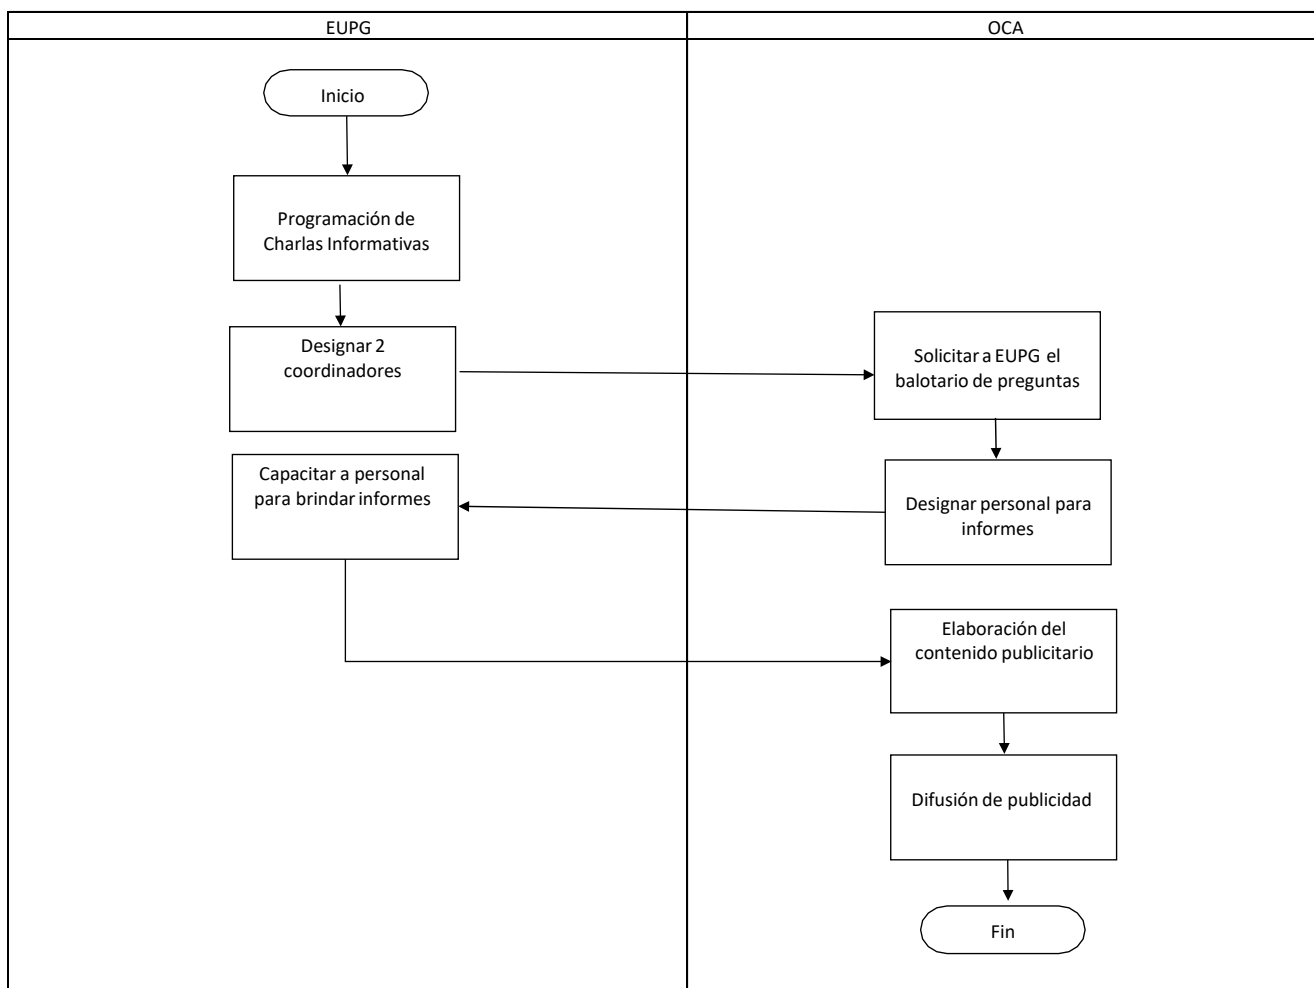 EUPG
OCA
Inicio
Programación de
Charlas Informativas
Designar 2
coordinadores
Solicitar a EUPG el
balotario de preguntas
Capacitar a personal
para brindar informes
Designar personal para
informes
Elaboración del
contenido publicitario
Difusión de publicidad
Fin